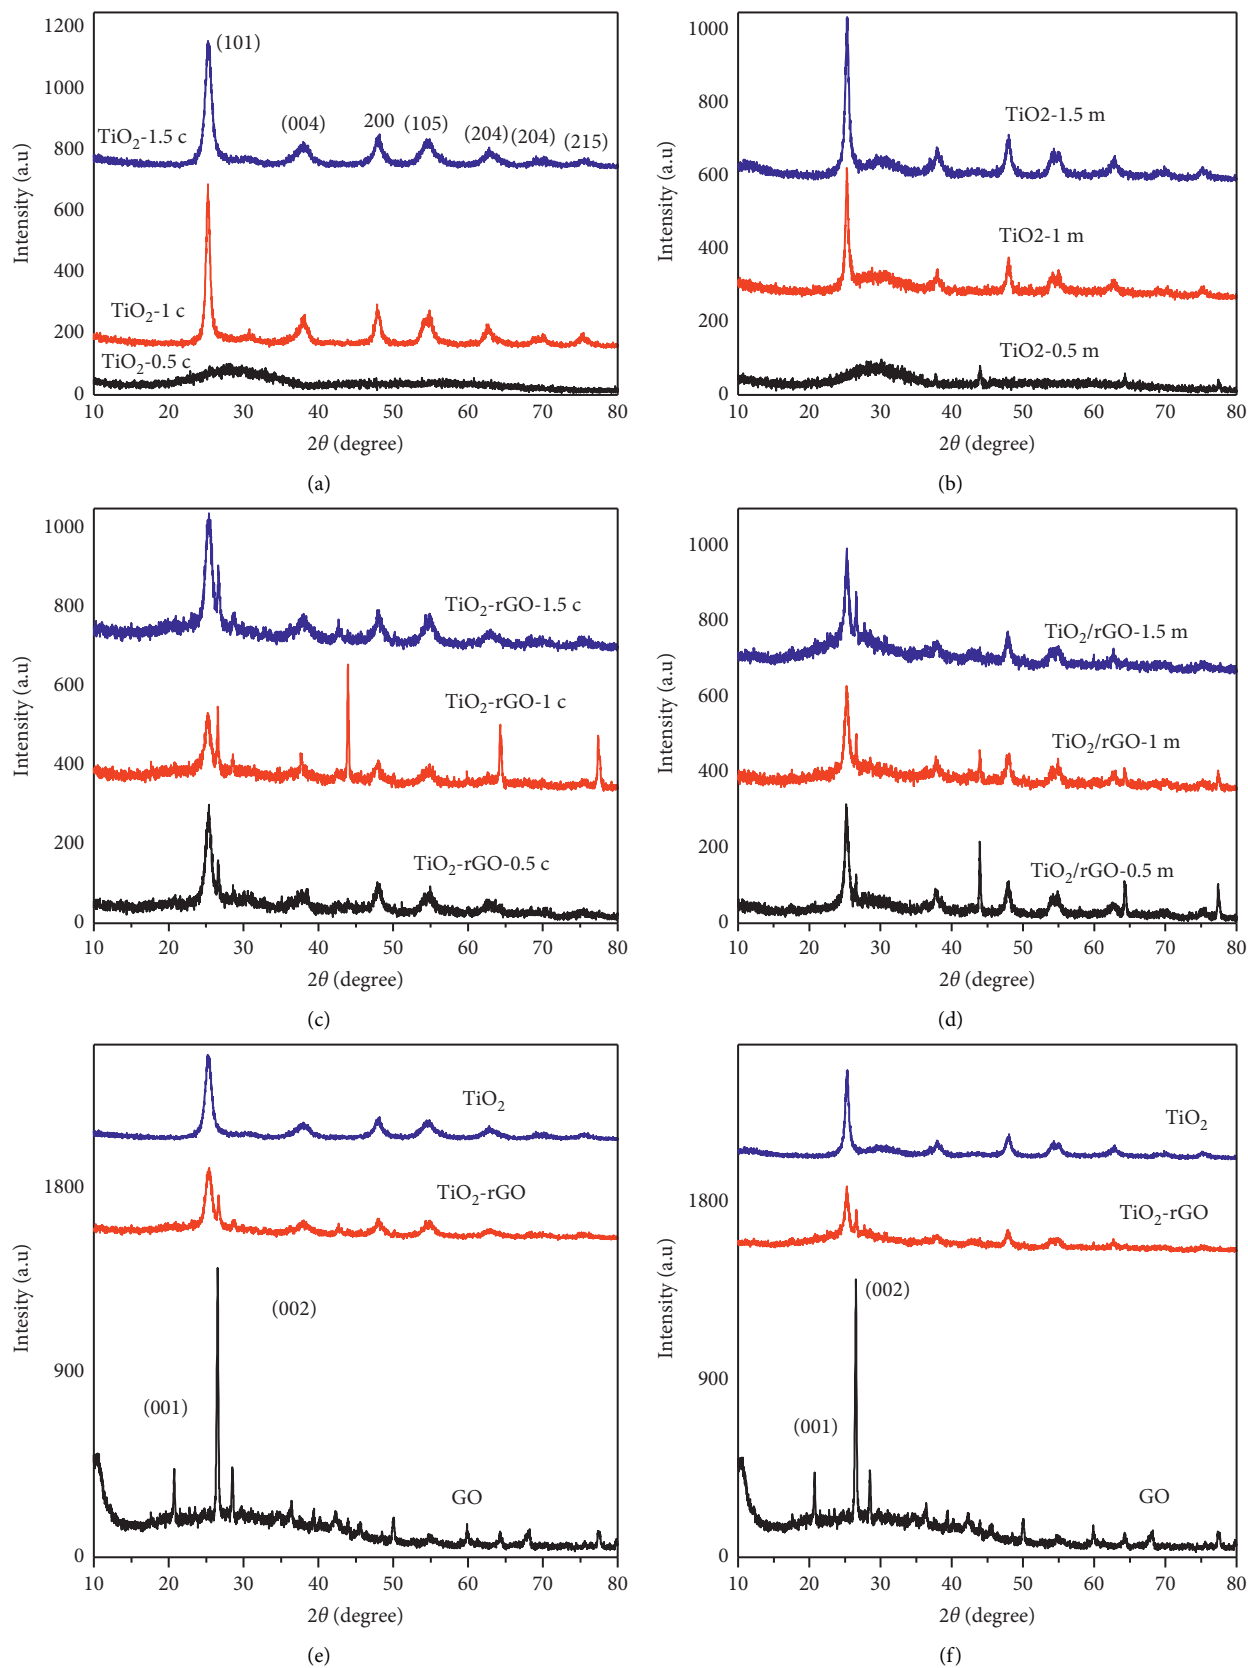 1200
1000
800
600
400
200
0
Intensity (a.u)
(101)
(004)
200
(105)
(204)
(204)
(215)
TiO2-1.5 c
TiO2-1 c
TiO2-0.5 c
10 20 30 40 50 60 70 80
2θ (degree)
(a)
1000
800
600
400
200
0
Intensity (a.u)
TiO2-1.5 m
TiO2-1 m
TiO2-0.5 m
10 20 30 40 50 60 70 80
2θ (degree)
(b)
1000
800
600
400
200
0
Intensity (a.u)
TiO2-rGO-1.5 c
TiO2-rGO-1 c
TiO2-rGO-0.5 c
10 20 30 40 50 60 70 80
2θ (degree)
(c)
1000
800
600
400
200
0
Intensity (a.u)
TiO2/rGO-1.5 m
TiO2/rGO-1 m
TiO2/rGO-0.5 m
10 20 30 40 50 60 70 80
2θ (degree)
(d)
1800
900
0
Intesity (a.u)
TiO2
TiO2-rGO
(002)
(001)
GO
10 20 30 40 50 60 70 80
2θ (degree)
(e)
1800
900
0
Intensity (a.u)
TiO2
TiO2-rGO
(002)
(001)
GO
10 20 30 40 50 60 70 80
2θ (degree)
(f)